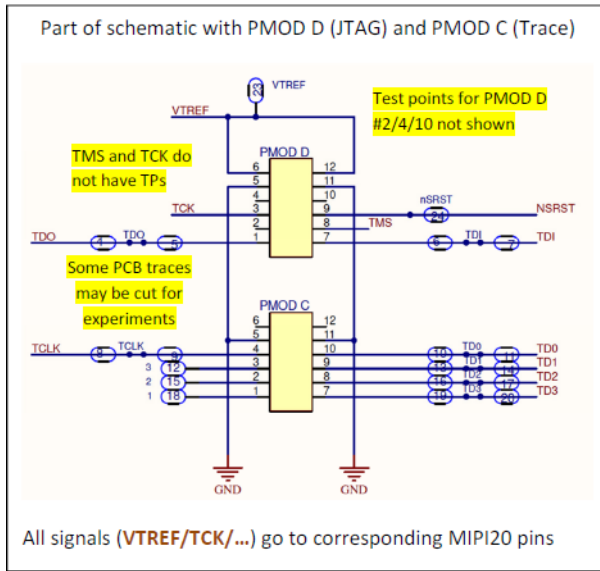 Part of schematic with PMOD D (JTAG) and PMOD C (Trace)
23 VTREF
VTREF
Test points for PMOD D
#2/4/10 not shown
TMS and TCK do
not have TPs
PMOD D
6 12
5 11
4 10
TCK 3 9 nSRST 24 NSRST
2 8 TMS
TDO 4 TDO 5 1 7 6 TDI 7 TDI
Some PCB traces
may be cut for
experiments
PMOD C
6 12
5 11
TCLK 8 TCLK 9 4 10 10 TD0 11 TD0
3 12 3 9 13 TD1 14 TD1
2 15 2 8 16 TD2 17 TD2
1 18 1 7 19 TD3 20 TD3
GND GND
All signals (VTREF/TCK/...) go to corresponding MIPI20 pins